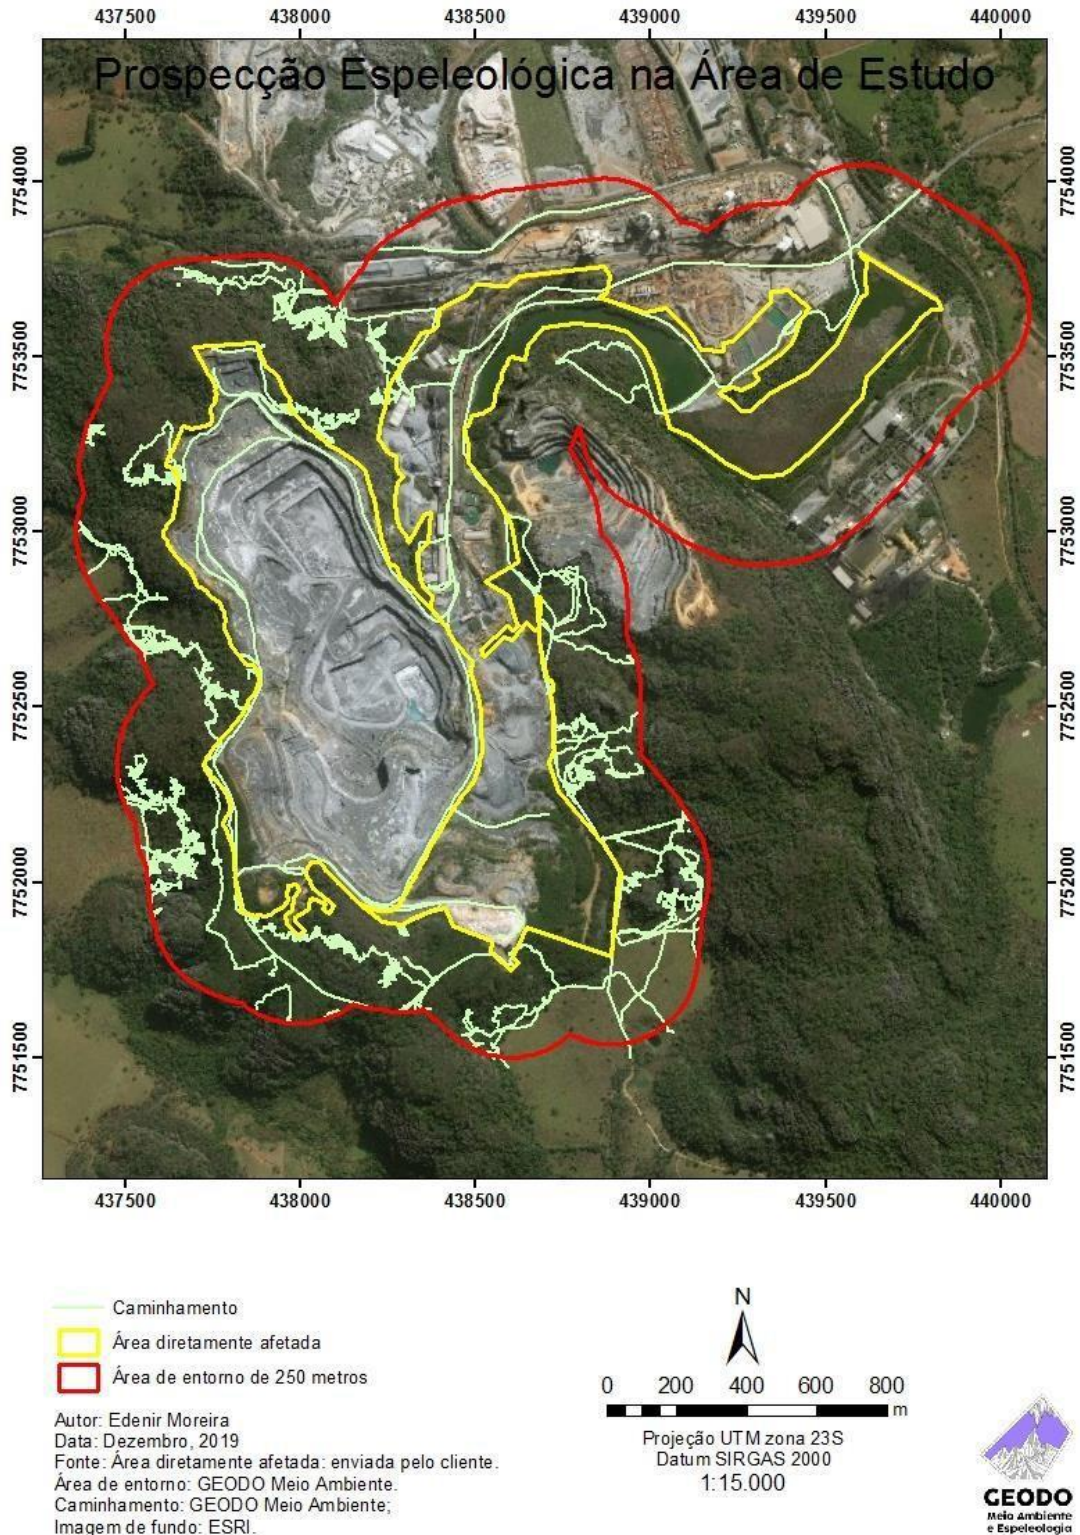 437500 438000 438500 439000 439500 440000
Prospecção Espeleológica na Área de Estudo
7754000 7754000
7753500 7753500
7753000 7753000
7752500 7752500
7752000 7752000
7751500 7751500
437500 438000 438500 439000 439500 440000
Caminhamento
Área diretamente afetada
Área de entorno de 250 metros
Autor: Edenir Moreira
Data: Dezembro, 2019
Fonte: Área diretamente afetada: enviada pelo cliente.
Área de entorno: GEODO Meio Ambiente.
Caminhamento: GEODO Meio Ambiente;
Imagem de fundo: ESRI.
N
0 200 400 600 800
m
Projeção UTM zona 23S
Datum SIRGAS 2000
1:15.000
GEODO
Meio Ambiente
e Espeleologia